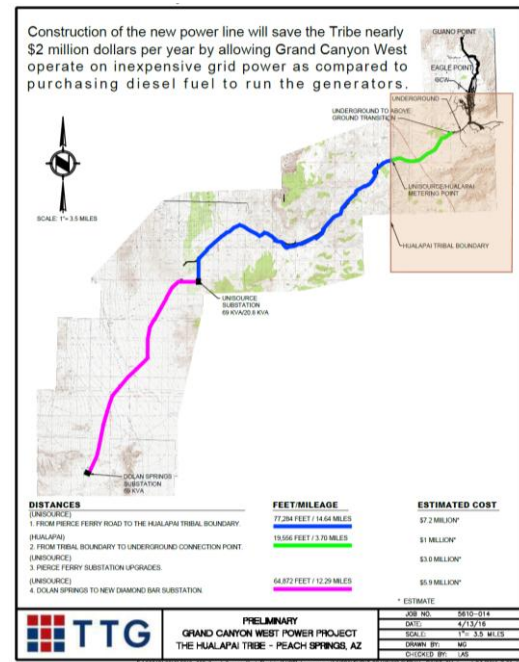 Construction of the new power line will save the Tribe nearly
$2 million dollars per year by allowing Grand Canyon West
operate on inexpensive grid power as compared to
purchasing diesel fuel to run the generators.
GUANO POINT
EAGLE POINT
GCW
UNDERGROUND
UNDERGROUND TO ABOVE
GROUND TRANSITION
UNISOURCE/HUALAPAI
METERING POINT
HUALAPAI TRIBAL BOUNDARY
SCALE: 1"= 3.5 MILES
UNISOURCE
SUBSTATION
69 KVA/20.8 KVA
DOLAN SPRINGS
SUBSTATION
69 KVA
DISTANCES FEET/MILEAGE ESTIMATED COST
(UNISOURCE)
1. FROM PIERCE FERRY ROAD TO THE HUALAPAI TRIBAL BOUNDARY 77,284 FEET / 14.64 MILES $7.2 MILLION*
(HUALAPAI)
2. FROM TRIBAL BOUNDARY TO UNDERGROUND CONNECTION POINT. 19,556 FEET / 3.70 MILES $1 MILLION*
(UNISOURCE)
3. PIERCE FERRY SUBSTATION UPGRADES. $3.0 MILLION*
(UNISOURCE)
4. DOLAN SPRINGS TO NEW DIAMOND BAR SUBSTATION. 64,872 FEET / 12.29 MILES $5.9 MILLION*
* ESTIMATE
TTG
PRELIMINARY
GRAND CANYON WEST POWER PROJECT
THE HUALAPAI TRIBE - PEACH SPRINGS, AZ
JOB NO. 5610-014
DATE: 4/13/16
SCALE: 1"= 3.5 MILES
DRAWN BY: MG
CHECKED BY: LAS